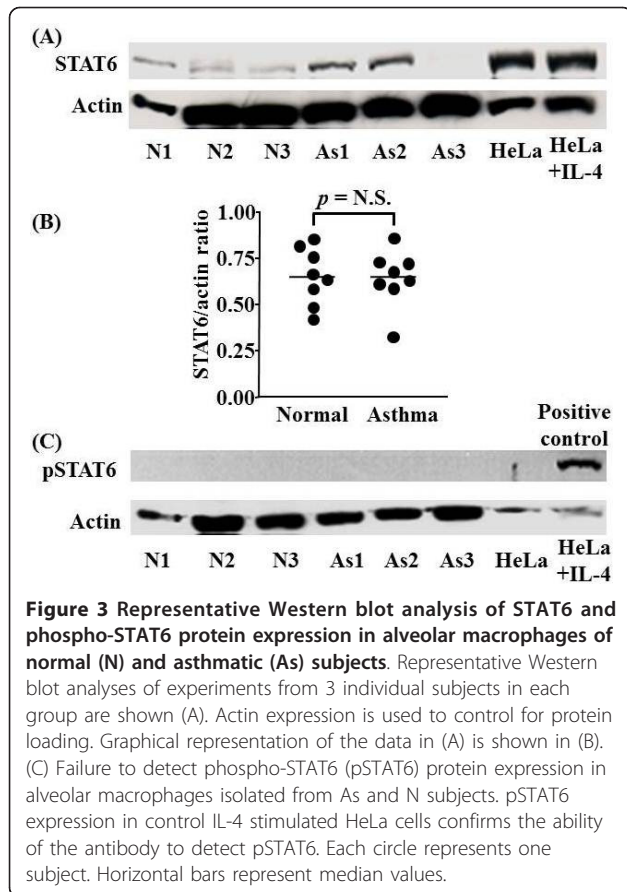 (A)
STAT6
Actin
N1 N2 N3 As1 As2 As3 HeLa HeLa
+IL-4
p = N.S.
(B)
1.00
0.75
0.50
0.25
0.00
STAT6/actin ratio
Normal Asthma
Positive
control
(C)
pSTAT6
Actin
N1 N2 N3 As1 As2 As3 HeLa HeLa
+IL-4
Figure 3 Representative Western blot analysis of STAT6 and
phospho-STAT6 protein expression in alveolar macrophages of
normal (N) and asthmatic (As) subjects. Representative Western
blot analyses of experiments from 3 individual subjects in each
group are shown (A). Actin expression is used to control for protein
loading. Graphical representation of the data in (A) is shown in (B).
(C) Failure to detect phospho-STAT6 (pSTAT6) protein expression in
alveolar macrophages isolated from As and N subjects. pSTAT6
expression in control IL-4 stimulated HeLa cells confirms the ability
of the antibody to detect pSTAT6. Each circle represents one
subject. Horizontal bars represent median values.